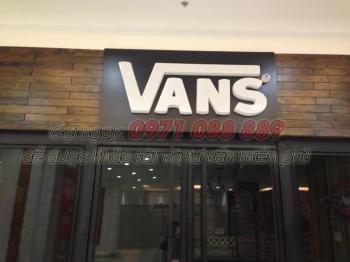 VANS
Gọi ngay: 0971 088 889
để được khảo sát và tư vấn miễn phí!